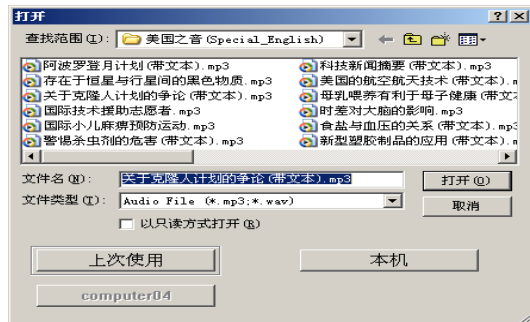 打开
查找范围(I): 美国之音(Special_English)
阿波罗登月计划(带文本).mp3
存在于恒星与行星间的黑色物质.mp3
关于克隆人计划的争论(带文本).mp3
国际技术援助志愿者.mp3
国际小儿麻痹预防运动.mp3
警惕杀虫剂的危害(带文本).mp3
科技新闻摘要(带文本).mp3
美国的航空航天技术(带文本).m
母乳喂养有利于母子健康(带文
时差对大脑的影响.mp3
食盐与血压的关系(带文本).mp
新型塑胶制品的应用(带文本).m
文件名(N): 关于克隆人计划的争论(带文本).mp3 打开(O)
文件类型(T): Audio File (*.mp3;*.wav) 取消
以只读方式打开(R)
上次使用 本机
computer04